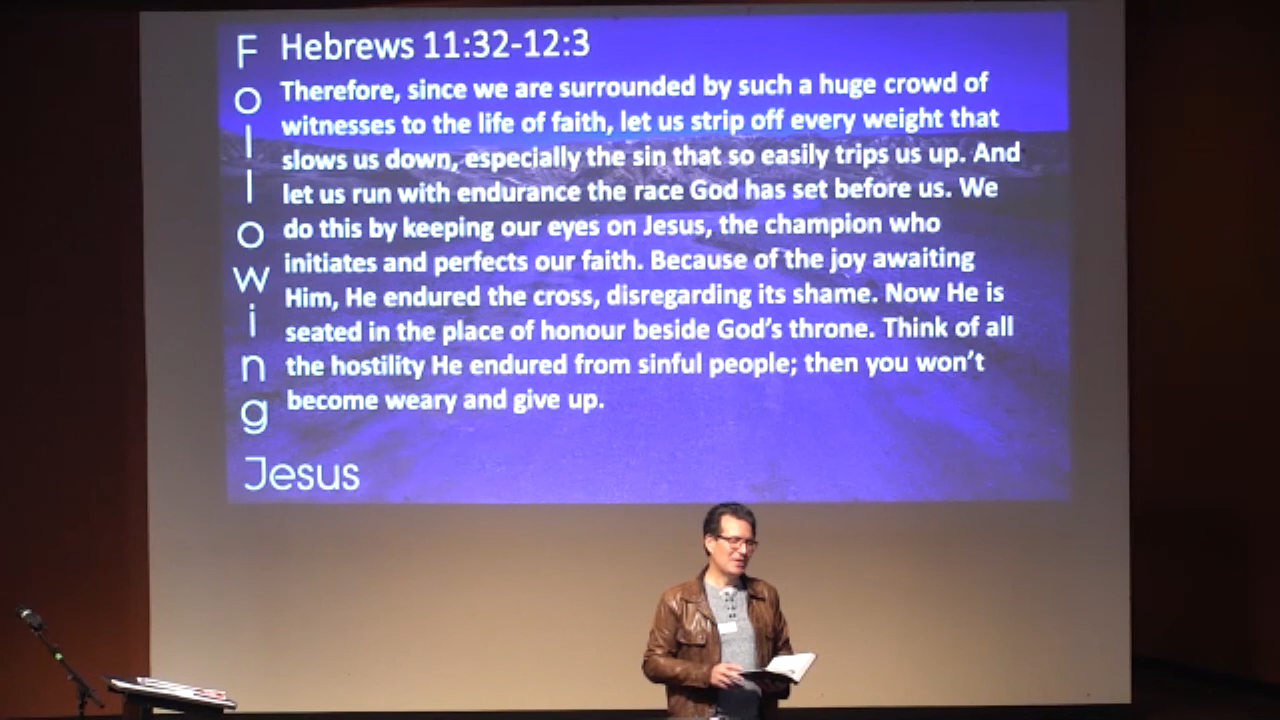 Following
Jesus
Hebrews 11:32-12:3
Therefore, since we are surrounded by such a huge crowd of
witnesses to the life of faith, let us strip off every weight that
slows us down, especially the sin that so easily trips us up. And
let us run with endurance the race God has set before us. We
do this by keeping our eyes on Jesus, the champion who
initiates and perfects our faith. Because of the joy awaiting
Him, He endured the cross, disregarding its shame. Now He is
seated in the place of honour beside God’s throne. Think of all
the hostility He endured from sinful people; then you won’t
become weary and give up.